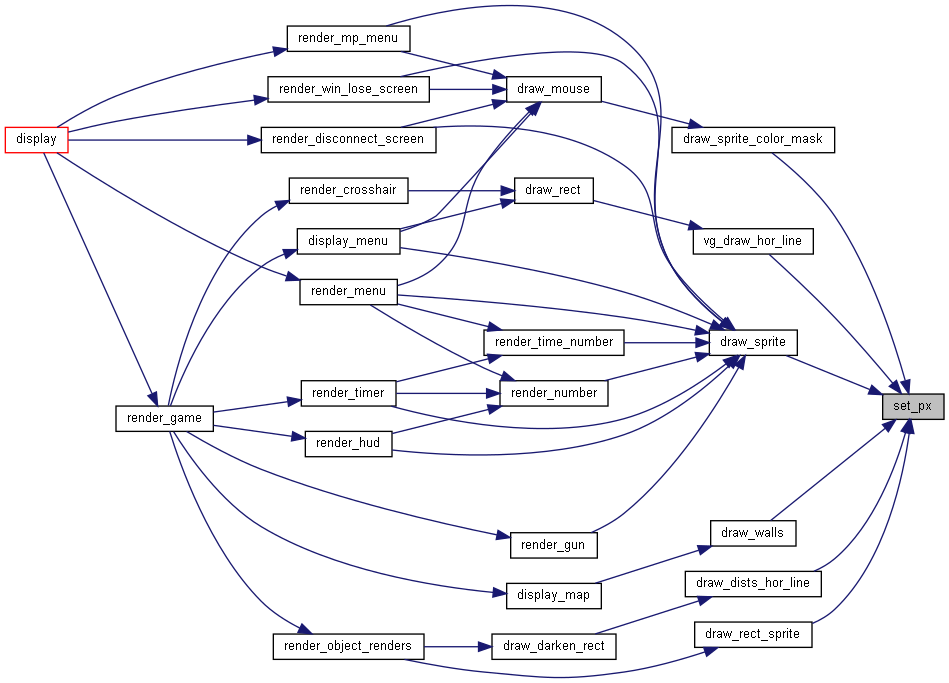 render_mp_menu
render_win_lose_screen
draw_mouse
display
render_disconnect_screen
draw_sprite_color_mask
render_crosshair
draw_rect
display_menu
vg_draw_hor_line
render_menu
render_time_number
draw_sprite
render_timer
render_number
set_px
render_game
render_hud
draw_walls
render_gun
draw_dists_hor_line
display_map
draw_rect_sprite
render_object_renders
draw_darken_rect